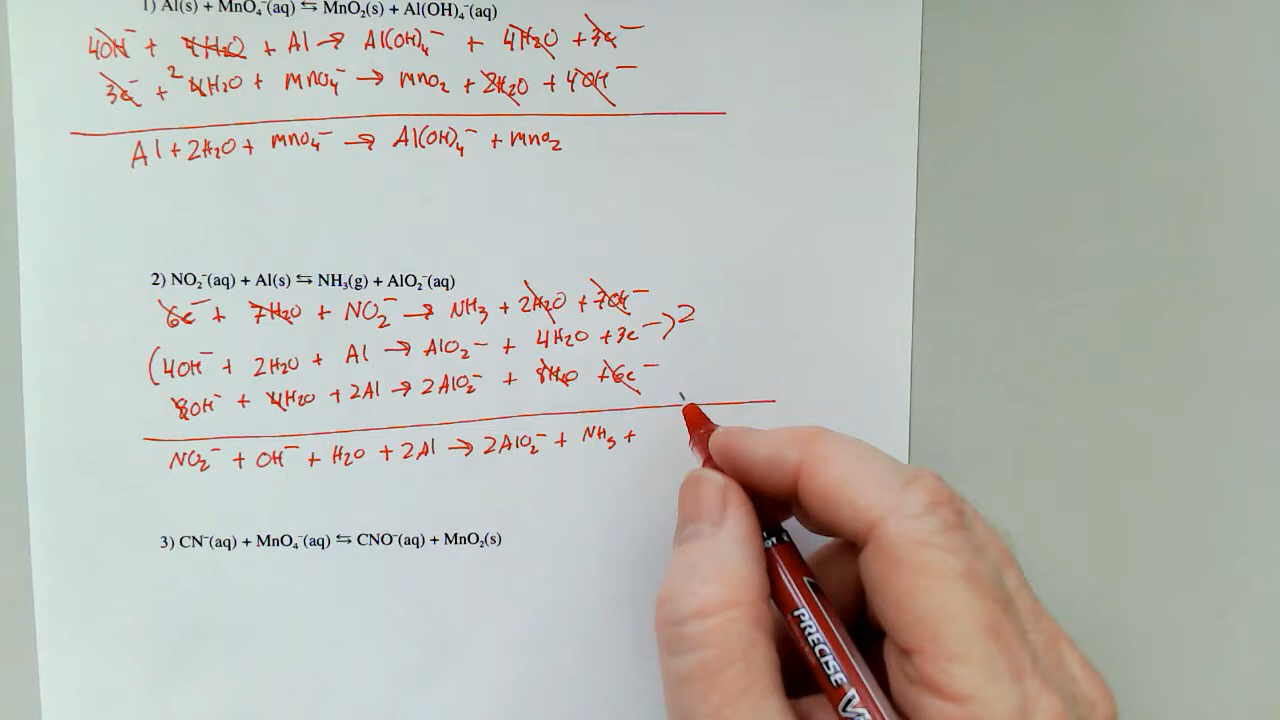 1) Al(s) + MnO₄⁻(aq) ⇆ MnO₂(s) + Al(OH)₄⁻(aq)
4OH⁻ + 4H₂O + Al → Al(OH)₄⁻ + 4H₂O + 3e⁻
3e⁻ + ²4H₂O + MnO₄⁻ → MnO₂ + 2H₂O + 4OH⁻
Al + 2H₂O + MnO₄⁻ → Al(OH)₄⁻ + MnO₂
2) NO₂⁻(aq) + Al(s) ⇆ NH₃(g) + AlO₂⁻(aq)
6e⁻ + 7H₂O + NO₂⁻ → NH₃ + 2H₂O + 7OH⁻
(4OH⁻ + 2H₂O + Al → AlO₂⁻ + 4H₂O + 3e⁻)2
8OH⁻ + 4H₂O + 2Al → 2AlO₂⁻ + 8H₂O + 6e⁻
NO₂⁻ + OH⁻ + H₂O + 2Al → 2AlO₂⁻ + NH₃ +
3) CN⁻(aq) + MnO₄⁻(aq) ⇆ CNO⁻(aq) + MnO₂(s)
PRECISE V